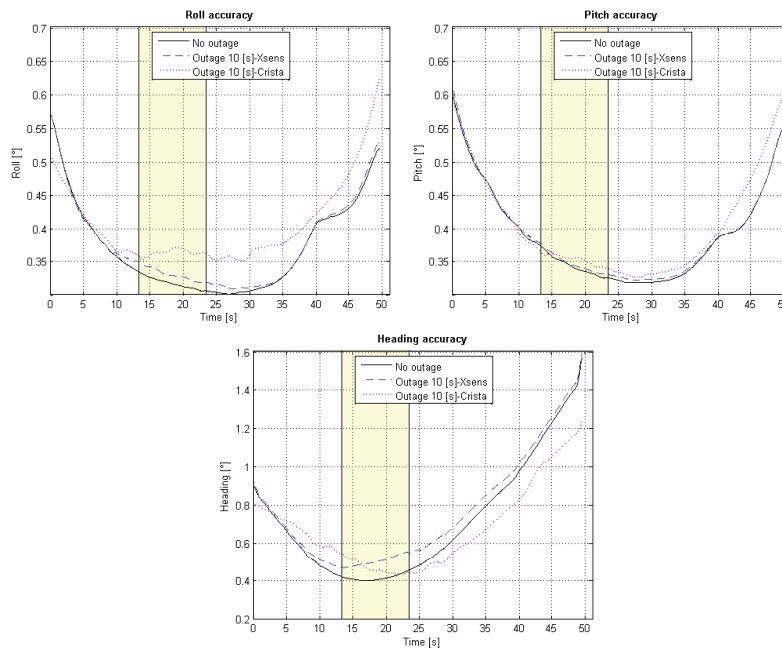 Roll accuracy
0.7
0.65
0.6
0.55
0.5
0.45
0.4
0.35
Roll [°]
No outage
Outage 10 [s]-Xsens
Outage 10 [s]-Crista
0 5 10 15 20 25 30 35 40 45 50
Time [s]
Pitch accuracy
0.7
0.65
0.6
0.55
0.5
0.45
0.4
0.35
Pitch [°]
No outage
Outage 10 [s]-Xsens
Outage 10 [s]-Crista
0 5 10 15 20 25 30 35 40 45 50
Time [s]
Heading accuracy
1.6
1.4
1.2
1
0.8
0.6
0.4
0.2
Heading [°]
No outage
Outage 10 [s]-Xsens
Outage 10 [s]-Crista
0 5 10 15 20 25 30 35 40 45 50
Time [s]